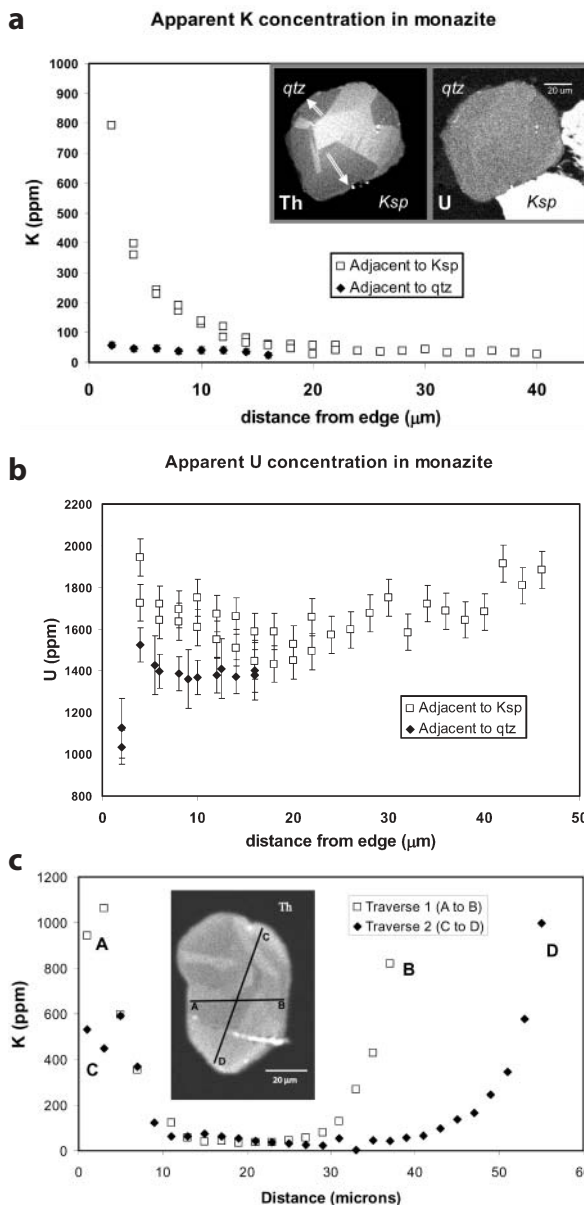 a
Apparent K concentration in monazite
1000
900
800
700
600
500
400
300
200
100
0
K (ppm)
qtz
Th
Ksp
qtz
20 µm
U
Ksp
Adjacent to Ksp
Adjacent to qtz
0 10 20 30 40
distance from edge (µm)
b
Apparent U concentration in monazite
2200
2000
1800
1600
1400
1200
1000
800
U (ppm)
Adjacent to Ksp
Adjacent to qtz
0 10 20 30 40 50
distance from edge (µm)
c
1200
1000
800
600
400
200
0
K (ppm)
A
C
Th
C
A B
D
20 µm
Traverse 1 (A to B)
Traverse 2 (C to D)
B
D
0 10 20 30 40 50 60
Distance (microns)